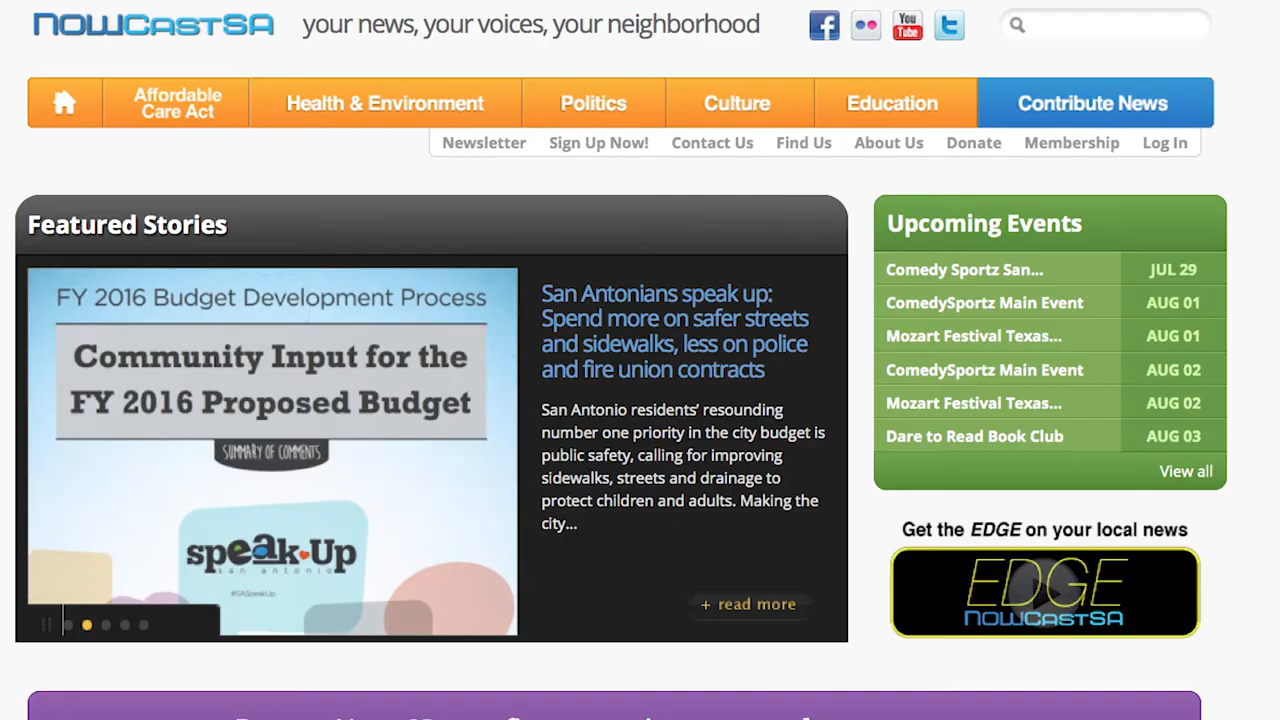 NOWCASTSA
your news, your voices, your neighborhood
You
Tube
Affordable
Care Act
Health & Environment
Politics
Culture
Education
Contribute News
Newsletter
Sign Up Now!
Contact Us
Find Us
About Us
Donate
Membership
Log In
Featured Stories
FY 2016 Budget Development Process
Community Input for the
FY 2016 Proposed Budget
SUMMARY OF COMMENTS
speak Up
san antonio
#SASpeakUp
San Antonians speak up:
Spend more on safer streets
and sidewalks, less on police
and fire union contracts
San Antonio residents’ resounding
number one priority in the city budget is
public safety, calling for improving
sidewalks, streets and drainage to
protect children and adults. Making the
city...
+ read more
Upcoming Events
Comedy Sportz San... JUL 29
ComedySportz Main Event AUG 01
Mozart Festival Texas... AUG 01
ComedySportz Main Event AUG 02
Mozart Festival Texas... AUG 02
Dare to Read Book Club AUG 03
View all
Get the EDGE on your local news
EDGE
NOWCASTSA